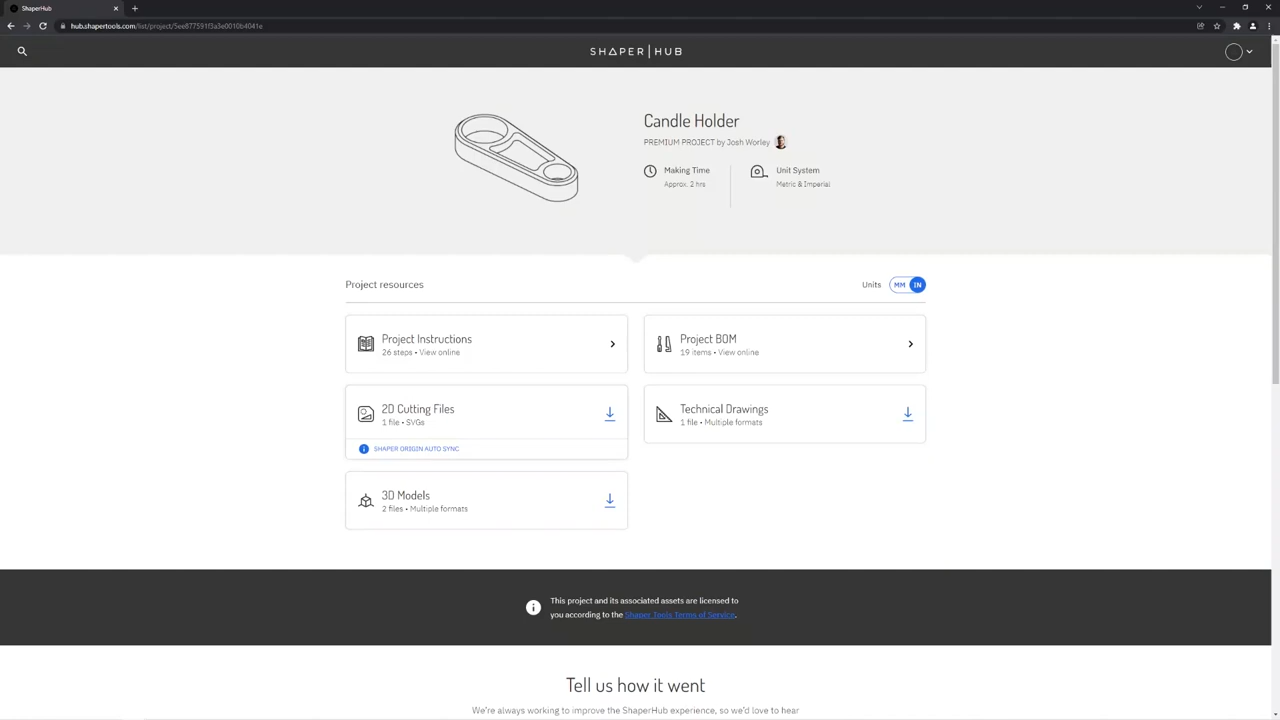 ShaperHub
hub.shapertools.com/list/project/5ee877591f3a3e0010b4041e
SHAPER|HUB
Candle Holder
PREMIUM PROJECT by Josh Worley
Making Time
Approx. 2 hrs
Unit System
Metric & Imperial
Project resources
Units MM IN
Project Instructions
26 steps • View online
Project BOM
19 items • View online
2D Cutting Files
1 file • SVGs
SHAPER ORIGIN AUTO SYNC
Technical Drawings
1 file • Multiple formats
3D Models
2 files • Multiple formats
This project and its associated assets are licensed to
you according to the Shaper Tools Terms of Service.
Tell us how it went
We're always working to improve the ShaperHub experience, so we'd love to hear